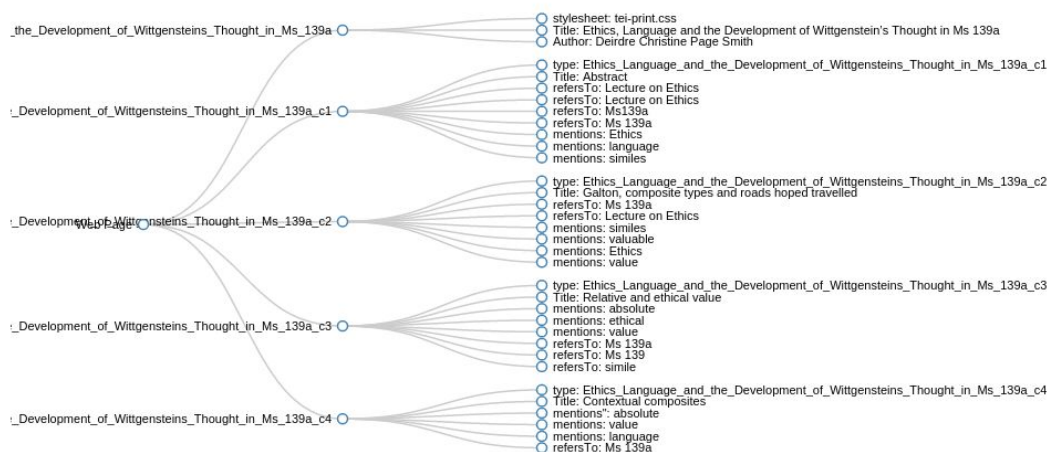 _the_Development_of_Wittgensteins_Thought_in_Ms_139a
stylesheet: tei-print.css
Title: Ethics, Language and the Development of Wittgenstein's Thought in Ms 139a
Author: Deirdre Christine Page Smith
_Development_of_Wittgensteins_Thought_in_Ms_139a_c1
type: Ethics_Language_and_the_Development_of_Wittgensteins_Thought_in_Ms_139a_c1
Title: Abstract
refersTo: Lecture on Ethics
refersTo: Lecture on Ethics
refersTo: Ms139a
refersTo: Ms 139a
mentions: Ethics
mentions: language
mentions: similes
Web Page
_Development_of_Wittgensteins_Thought_in_Ms_139a_c2
type: Ethics_Language_and_the_Development_of_Wittgensteins_Thought_in_Ms_139a_c2
Title: Galton, composite types and roads hoped travelled
refersTo: Ms 139a
refersTo: Lecture on Ethics
mentions: similes
mentions: valuable
mentions: Ethics
mentions: value
_Development_of_Wittgensteins_Thought_in_Ms_139a_c3
type: Ethics_Language_and_the_Development_of_Wittgensteins_Thought_in_Ms_139a_c3
Title: Relative and ethical value
mentions: absolute
mentions: ethical
mentions: value
refersTo: Ms 139a
refersTo: Ms 139
refersTo: simile
_Development_of_Wittgensteins_Thought_in_Ms_139a_c4
type: Ethics_Language_and_the_Development_of_Wittgensteins_Thought_in_Ms_139a_c4
Title: Contextual composites
mentions": absolute
mentions: value
mentions: language
refersTo: Ms 139a